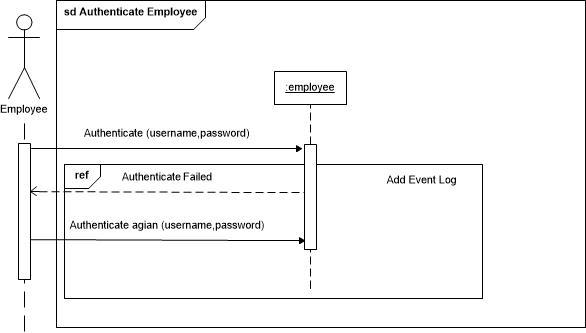 sd Authenticate Employee
:employee
Employee
Authenticate (username,password)
ref
Authenticate Failed
Add Event Log
Authenticate agian (username,password)